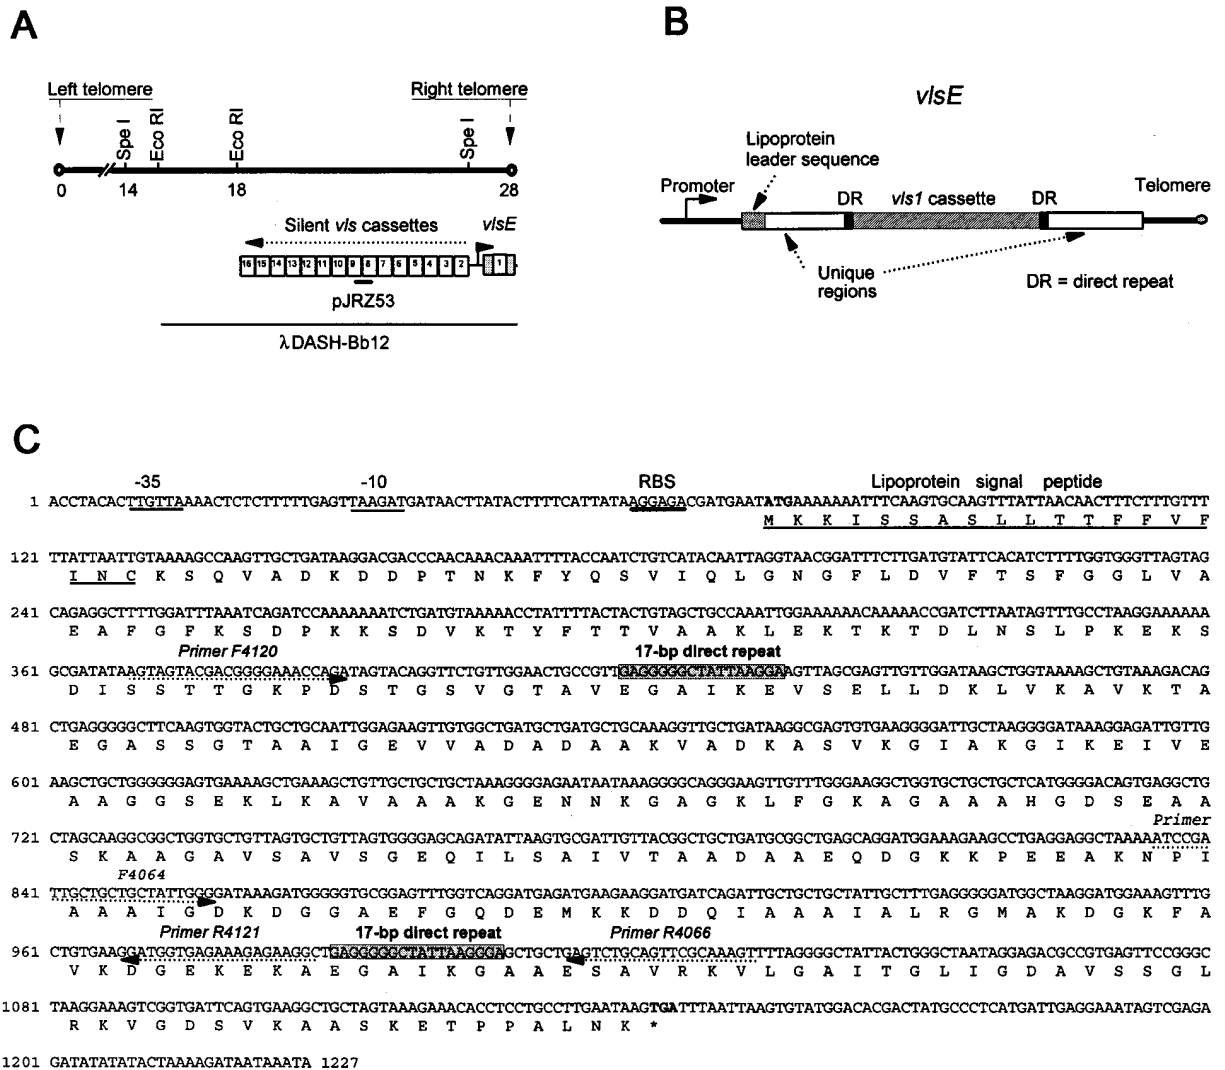 A
Left telomere
Right telomere
Spe I
Eco RI
Eco RI
Spe I
0
14
18
28
Silent vls cassettes
vlsE
16 15 14 13 12 11 10 9 8 7 6 5 4 3 2 1
pJRZ53
λDASH-Bb12
B
vlsE
Lipoprotein
leader sequence
Promoter
DR
vls1 cassette
DR
Telomere
Unique
regions
DR = direct repeat
C
-35 -10 RBS Lipoprotein signal peptide
1 ACCTACACTTGTTAAAACTCTCTTTTTGAGTTAAGATGATAACTTATACTTTTCATTATAAGGAGACGATGAATATGAAAAAAATTTCAAGTGCAAGTTTATTAACAACTTTCTTTGTTT
M K K I S S A S L L T T F F V F
121 TTATTAATTGTAAAAGCCAAGTTGCTGATAAGGACGACCCAACAAACAAATTTTACCAATCTGTCATACAATTAGGTAACGGATTTCTTGATGTATTCACATCTTTTGGTGGGTTAGTAG
I N C K S Q V A D K D D P T N K F Y Q S V I Q L G N G F L D V F T S F G G L V A
241 CAGAGGCTTTTGGATTTAAATCAGATCCAAAAAAATCTGATGTAAAAACCTATTTTACTACTGTAGCTGCCAAATTGGAAAAAACAAAAACCGATCTTAATAGTTTGCCTAAGGAAAAAA
E A F G F K S D P K K S D V K T Y F T T V A A K L E K T K T D L N S L P K E K S
Primer F4120 17-bp direct repeat
361 GCGATATAAGTAGTACGACGGGGAAACCAGATAGTACAGGTTCTGTTGGAACTGCCGTTGAGGGGGCTATTAAGGAAGTTAGCGAGTTGTTGGATAAGCTGGTAAAAGCTGTAAAGACAG
D I S S T T G K P D S T G S V G T A V E G A I K E V S E L L D K L V K A V K T A
481 CTGAGGGGGCTTCAAGTGGTACTGCTGCAATTGGAGAAGTTGTGGCTGATGCTGATGCTGCAAAGGTTGCTGATAAGGCGAGTGTGAAGGGGATTGCTAAGGGGATAAAGGAGATTGTTG
E G A S S G T A A I G E V V A D A D A A K V A D K A S V K G I A K G I K E I V E
601 AAGCTGCTGGGGGGAGTGAAAAGCTGAAAGCTGTTGCTGCTGCTAAAGGGGAGAATAATAAAGGGGCAGGGAAGTTGTTTGGGAAGGCTGGTGCTGCTGCTCATGGGGACAGTGAGGCTG
A A G G S E K L K A V A A A K G E N N K G A G K L F G K A G A A A H G D S E A A
Primer
721 CTAGCAAGGCGGCTGGTGCTGTTAGTGCTGTTAGTGGGGAGCAGATATTAAGTGCGATTGTTACGGCTGCTGATGCGGCTGAGCAGGATGGAAAGAAGCCTGAGGAGGCTAAAAATCCGA
S K A A G A V S A V S G E Q I L S A I V T A A D A A E Q D G K K P E E A K N P I
F4064
841 TTGCTGCTGCTATTGGGGATAAAGATGGGGGTGCGGAGTTTGGTCAGGATGAGATGAAGAAGGATGATCAGATTGCTGCTGCTATTGCTTTGAGGGGGATGGCTAAGGATGGAAAGTTTG
A A A I G D K D G G A E F G Q D E M K K D D Q I A A A I A L R G M A K D G K F A
Primer R4121 17-bp direct repeat Primer R4066
961 CTGTGAAGGATGGTGAGAAAGAGAAGGCTGAGGGGGCTATTAAGGGAGCTGCTGAGTCTGCAGTTCGCAAAGTTTTAGGGGCTATTACTGGGCTAATAGGAGACGCCGTGAGTTCCGGGC
V K D G E K E K A E G A I K G A A E S A V R K V L G A I T G L I G D A V S S G L
1081 TAAGGAAAGTCGGTGATTCAGTGAAGGCTGCTAGTAAAGAAACACCTCCTGCCTTGAATAAGTGATTTAATTAAGTGTATGGACACGACTATGCCCTCATGATTGAGGAAATAGTCGAGA
R K V G D S V K A A S K E T P P A L N K *
1201 GATATATATACTAAAAGATAATAAATA 1227